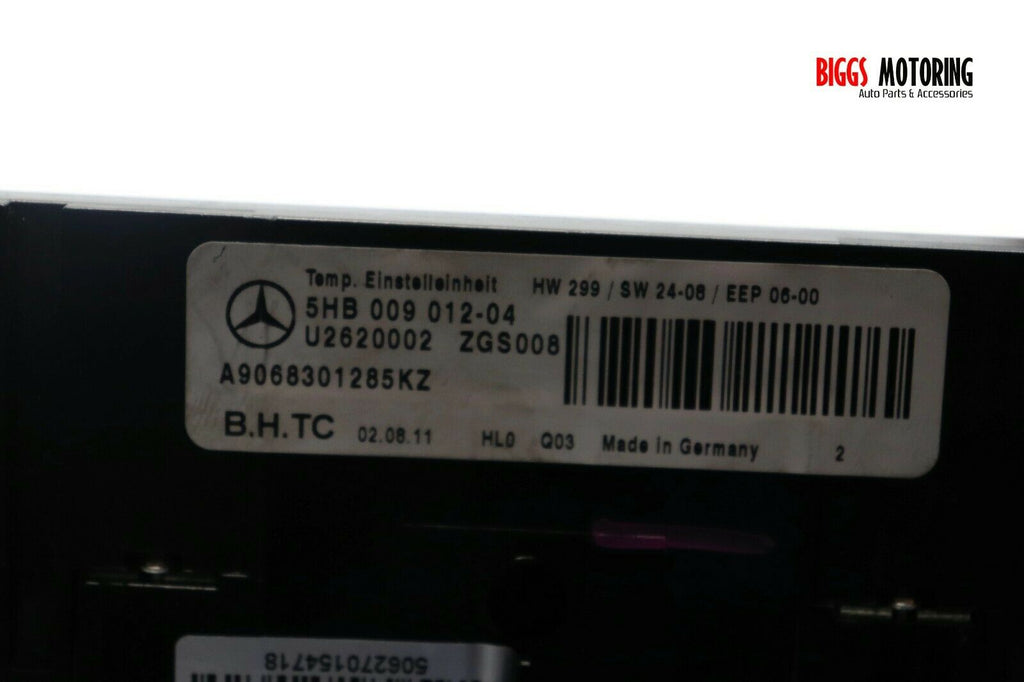 BIGGS MOTORING
Auto Parts & Accessories
Temp. Einstelleinheit HW 299 / SW 24-08 / EEP 06-00
5HB 009 012-04
U2620002 ZGS008
A9068301285KZ
B.H.TC 02.08.11 HL0 Q03 Made in Germany 2
506270154718